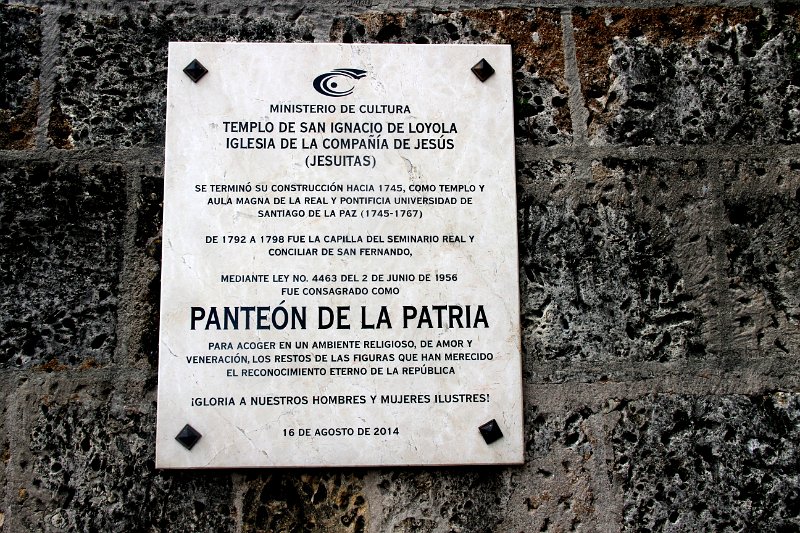 MINISTERIO DE CULTURA
TEMPLO DE SAN IGNACIO DE LOYOLA
IGLESIA DE LA COMPAÑÍA DE JESÚS
(JESUITAS)
SE TERMINÓ SU CONSTRUCCIÓN HACIA 1745, COMO TEMPLO Y
AULA MAGNA DE LA REAL Y PONTIFICIA UNIVERSIDAD DE
SANTIAGO DE LA PAZ (1745-1767)
DE 1792 A 1798 FUE LA CAPILLA DEL SEMINARIO REAL Y
CONCILIAR DE SAN FERNANDO,
MEDIANTE LEY NO. 4463 DEL 2 DE JUNIO DE 1956
FUE CONSAGRADO COMO
PANTEÓN DE LA PATRIA
PARA ACOGER EN UN AMBIENTE RELIGIOSO, DE AMOR Y
VENERACIÓN, LOS RESTOS DE LAS FIGURAS QUE HAN MERECIDO
EL RECONOCIMIENTO ETERNO DE LA REPÚBLICA
¡GLORIA A NUESTROS HOMBRES Y MUJERES ILUSTRES!
16 DE AGOSTO DE 2014